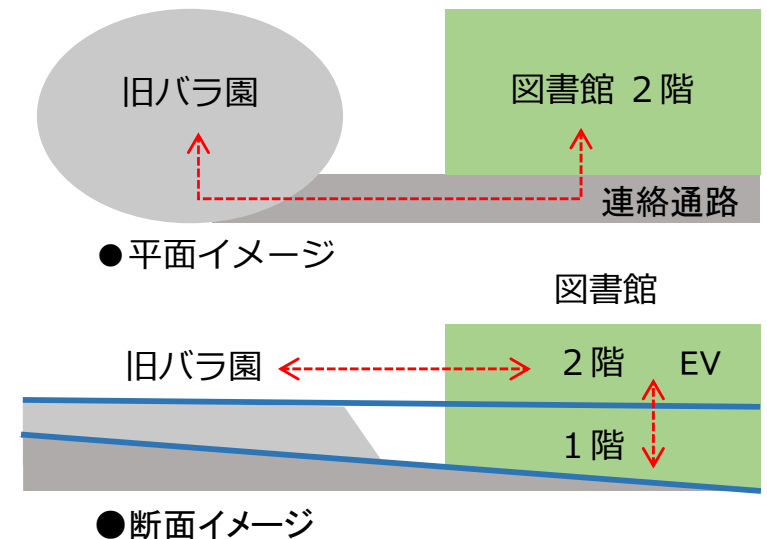 旧バラ園
図書館 ２階
連絡通路
●平面イメージ
図書館
旧バラ園
２階 EV
１階
●断面イメージ